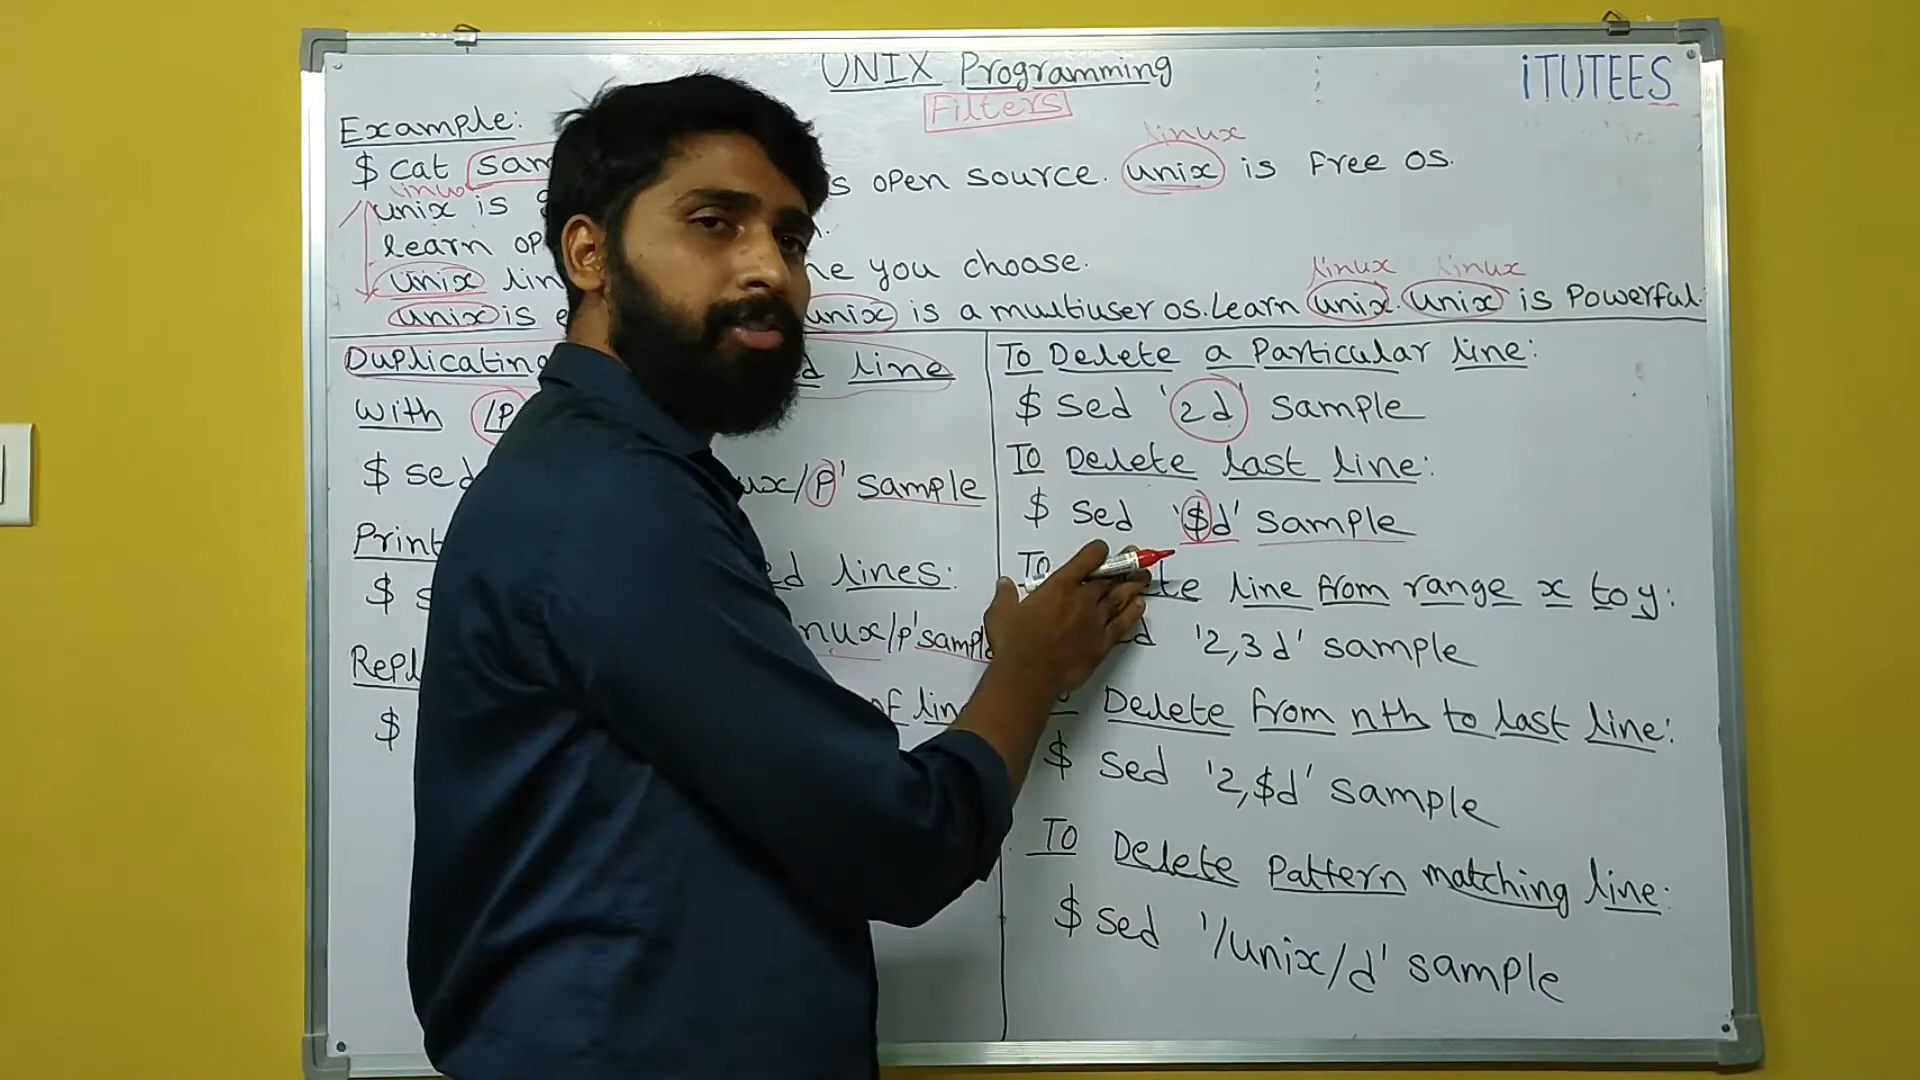 UNIX Programming
iTUTEES
Filters
Example:
linux
$ cat
s open source. unix is Free os.
unix is
learn op
linux linux
unix lin
ne you choose.
unix is e
unix is a multiuser os. Learn unix. unix is Powerful.
Duplicating
d line
with /P
$ sed
ux/p' sample
Print
ed lines:
$ s
nux/p' sample
Repl
of lin
$
To Delete a Particular line:
$ sed '2d' sample
To Delete last line:
$ sed '$d' sample
To ete line from range x to y:
d '2,3d' sample
Delete from nth to last line:
$ sed '2,$d' sample
To Delete Pattern matching line:
$ sed '/unix/d' sample